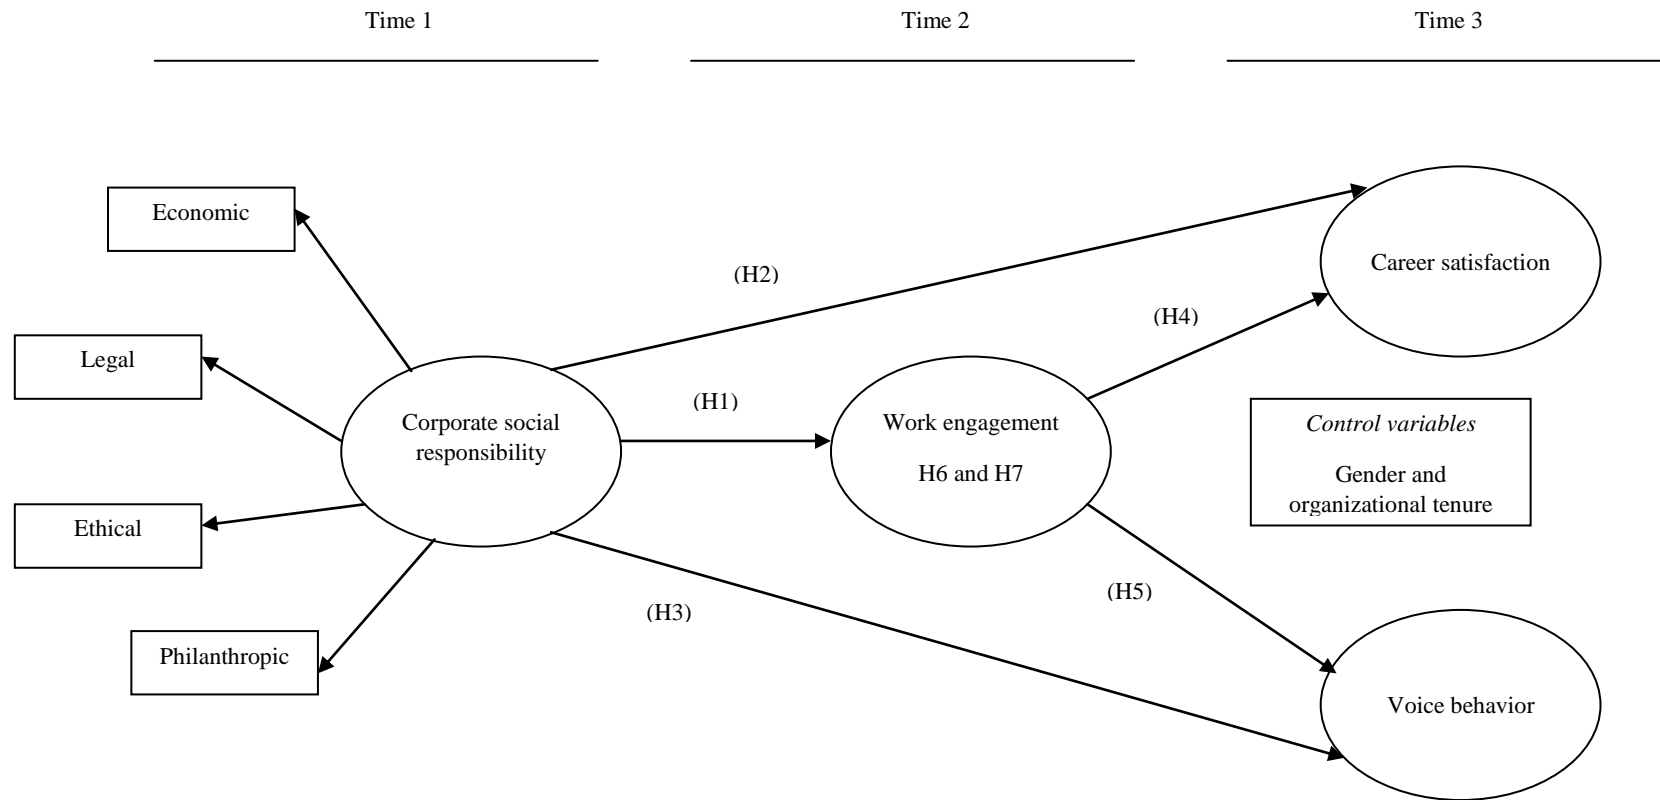 Time 1
Time 2
Time 3
Economic
Legal
Ethical
Philanthropic
Corporate social
responsibility
(H2)
(H1)
(H3)
Work engagement
H6 and H7
(H4)
(H5)
Career satisfaction
Control variables
Gender and
organizational tenure
Voice behavior